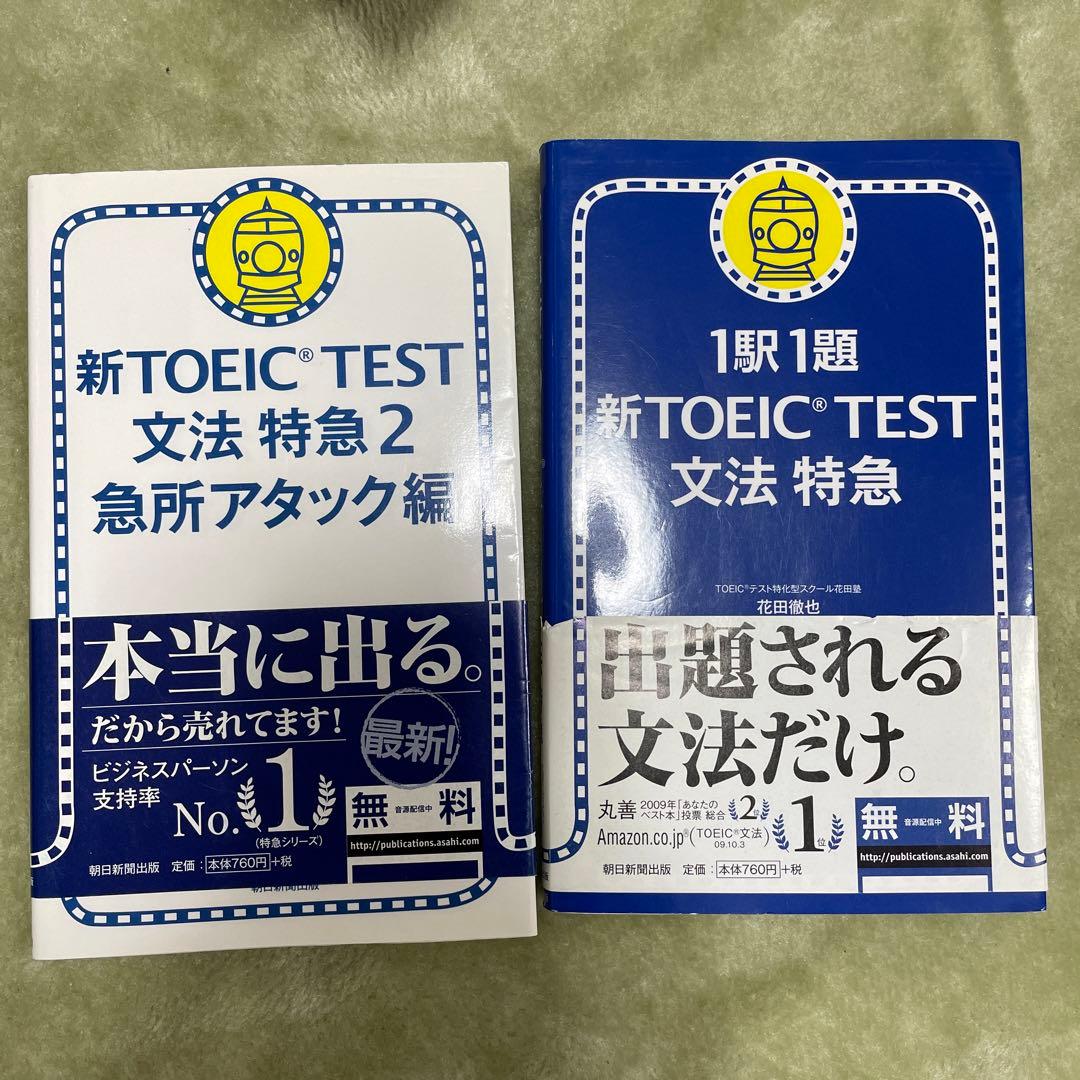 新TOEIC® TEST
文法 特急2
急所アタック編
本当に出る。
だから売れてます!
最新!
ビジネスパーソン
支持率
No.1
(特急シリーズ)
無 音源配信中 料
http://publications.asahi.com/
朝日新聞出版 定価:本体760円+税
朝日新聞出版
1駅1題
新TOEIC® TEST
文法 特急
TOEIC®テスト特化型スクール花田塾
花田徹也
出題される
文法だけ。
丸善 2009年「あなたのベスト本」投票 総合 2位
Amazon.co.jp®(TOEIC®文法)09.10.3 1位
無 音源配信中 料
http://publications.asahi.com
朝日新聞出版 定価:本体760円+税